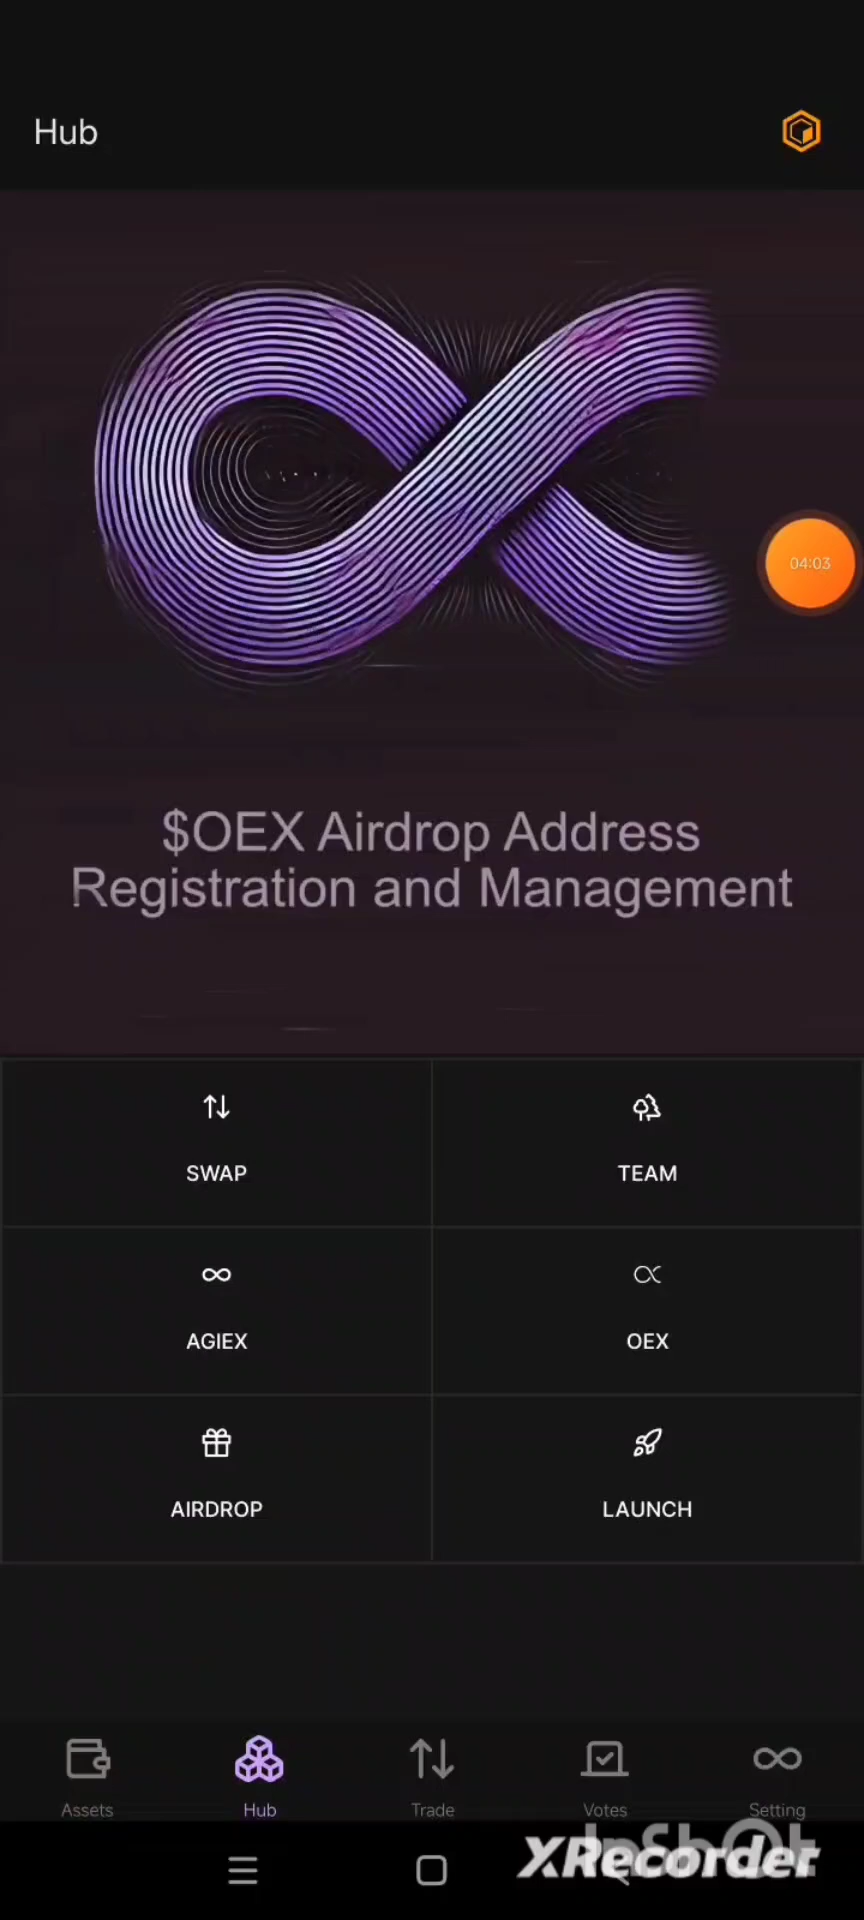 Hub
04:03
$OEX Airdrop Address
Registration and Management
SWAP
TEAM
AGIEX
OEX
AIRDROP
LAUNCH
Assets
Hub
Trade
Votes
Setting
InShOt
XRecorder